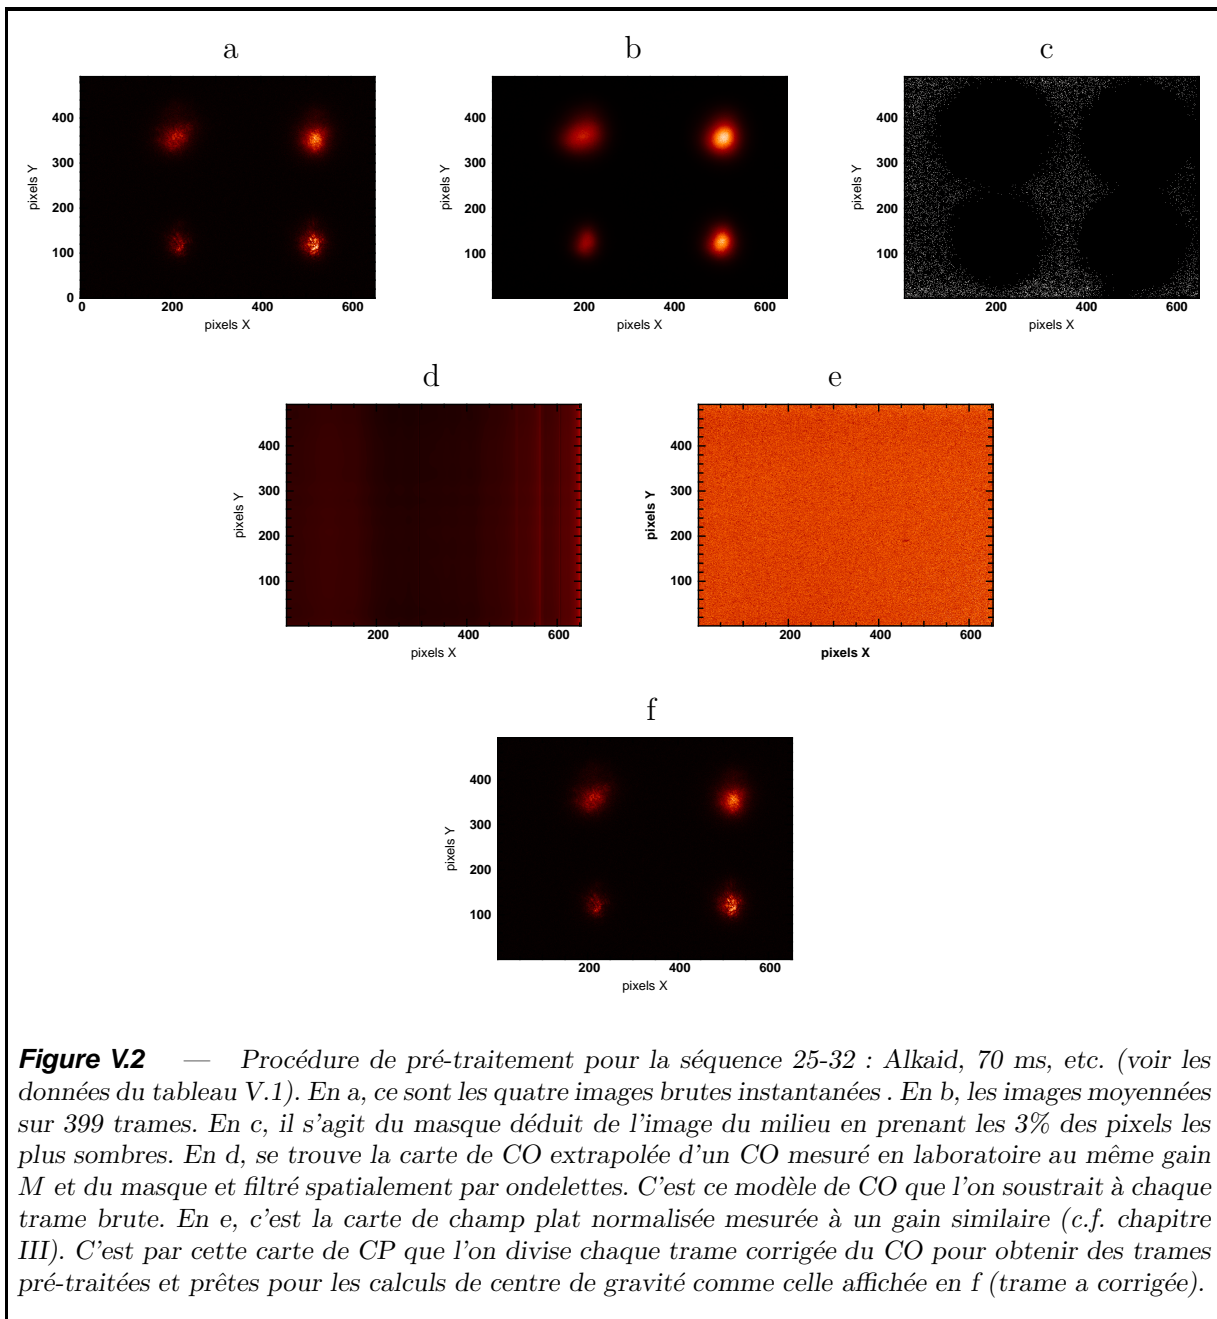 a
b
c
400
300
200
100
0
pixels Y
0
200
400
600
pixels X
400
300
200
100
pixels Y
200
400
600
pixels X
400
300
200
100
pixels Y
200
400
600
pixels X
d
e
400
300
200
100
pixels Y
200
400
600
pixels X
400
300
200
100
pixels Y
200
400
600
pixels X
f
400
300
200
100
pixels Y
200
400
600
pixels X
Figure V.2 — Procédure de pré-traitement pour la séquence 25-32 : Alkaid, 70 ms, etc. (voir les
données du tableau V.1). En a, ce sont les quatre images brutes instantanées . En b, les images moyennées
sur 399 trames. En c, il s'agit du masque déduit de l'image du milieu en prenant les 3% des pixels les
plus sombres. En d, se trouve la carte de CO extrapolée d'un CO mesuré en laboratoire au même gain
M et du masque et filtré spatialement par ondelettes. C'est ce modèle de CO que l'on soustrait à chaque
trame brute. En e, c'est la carte de champ plat normalisée mesurée à un gain similaire (c.f. chapitre
III). C'est par cette carte de CP que l'on divise chaque trame corrigée du CO pour obtenir des trames
pré-traitées et prêtes pour les calculs de centre de gravité comme celle affichée en f (trame a corrigée).